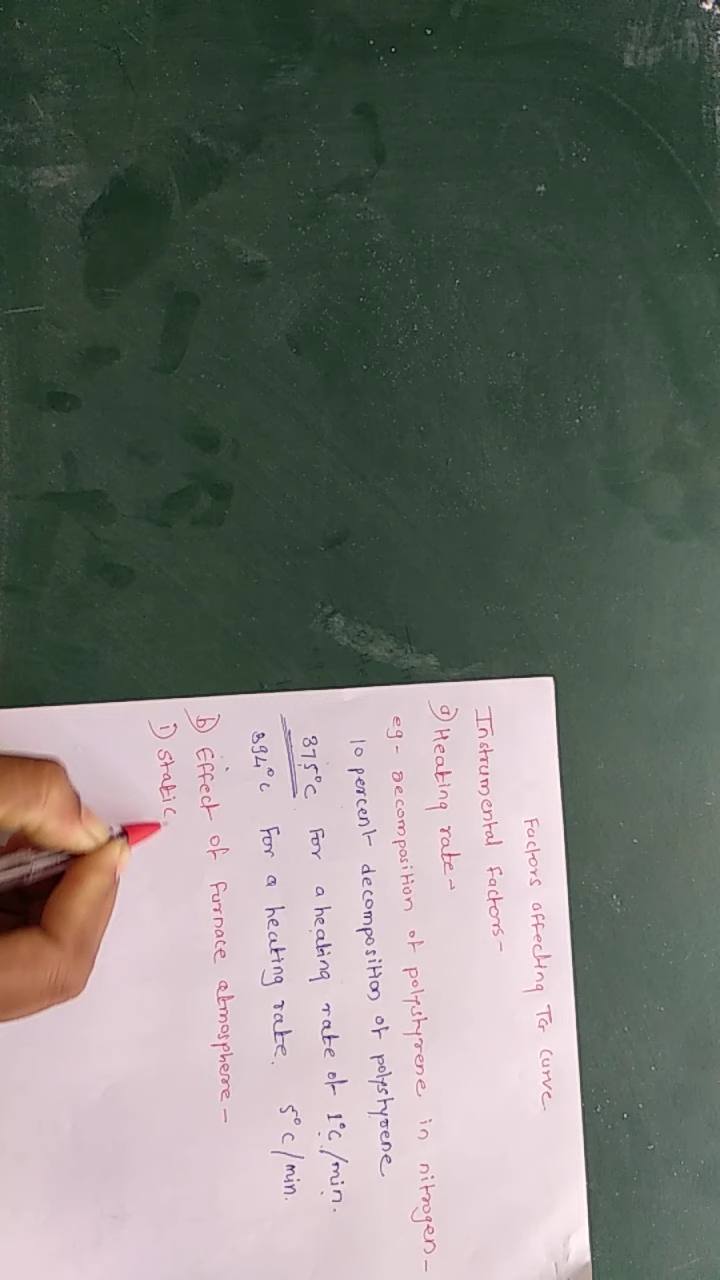 Factors affecting TG curve
Instrumental factors-
a) Heating rate-
eg- decomposition of polystyrene in nitrogen-
10 percent decomposition of polystyrene
375°C for a heating rate of 1°C/min.
394°C for a heating rate. 5°C/min.
b) Effect of furnace atmosphere-
i) static